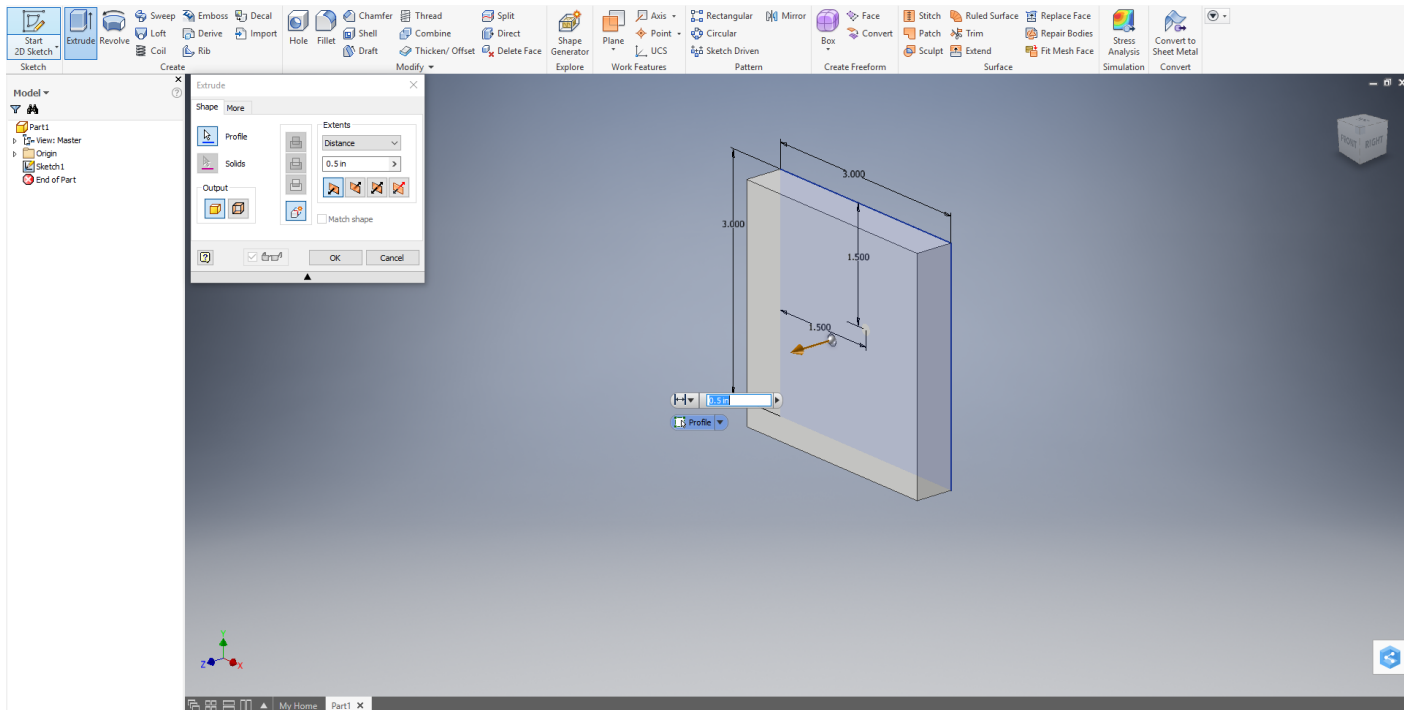 Start
2D Sketch
Extrude
Revolve
Sweep
Emboss
Decal
Loft
Derive
Import
Coil
Rib
Hole
Fillet
Chamfer
Thread
Split
Shell
Combine
Direct
Draft
Thicken/ Offset
Delete Face
Shape
Generator
Plane
Axis
Point
UCS
Rectangular
Mirror
Circular
Sketch Driven
Box
Face
Convert
Stitch
Ruled Surface
Replace Face
Patch
Trim
Repair Bodies
Sculpt
Extend
Fit Mesh Face
Stress
Analysis
Convert to
Sheet Metal
Sketch
Create
Modify
Explore
Work Features
Pattern
Create Freeform
Surface
Simulation
Convert
Model
Part1
View: Master
Origin
Sketch1
End of Part
Extrude
Shape
More
Profile
Solids
Output
Extents
Distance
0.5 in
Match shape
OK
Cancel
FRONT
RIGHT
3.000
3.000
1.500
1.500
0.5 in
Profile
Y
Z
X
My Home
Part1